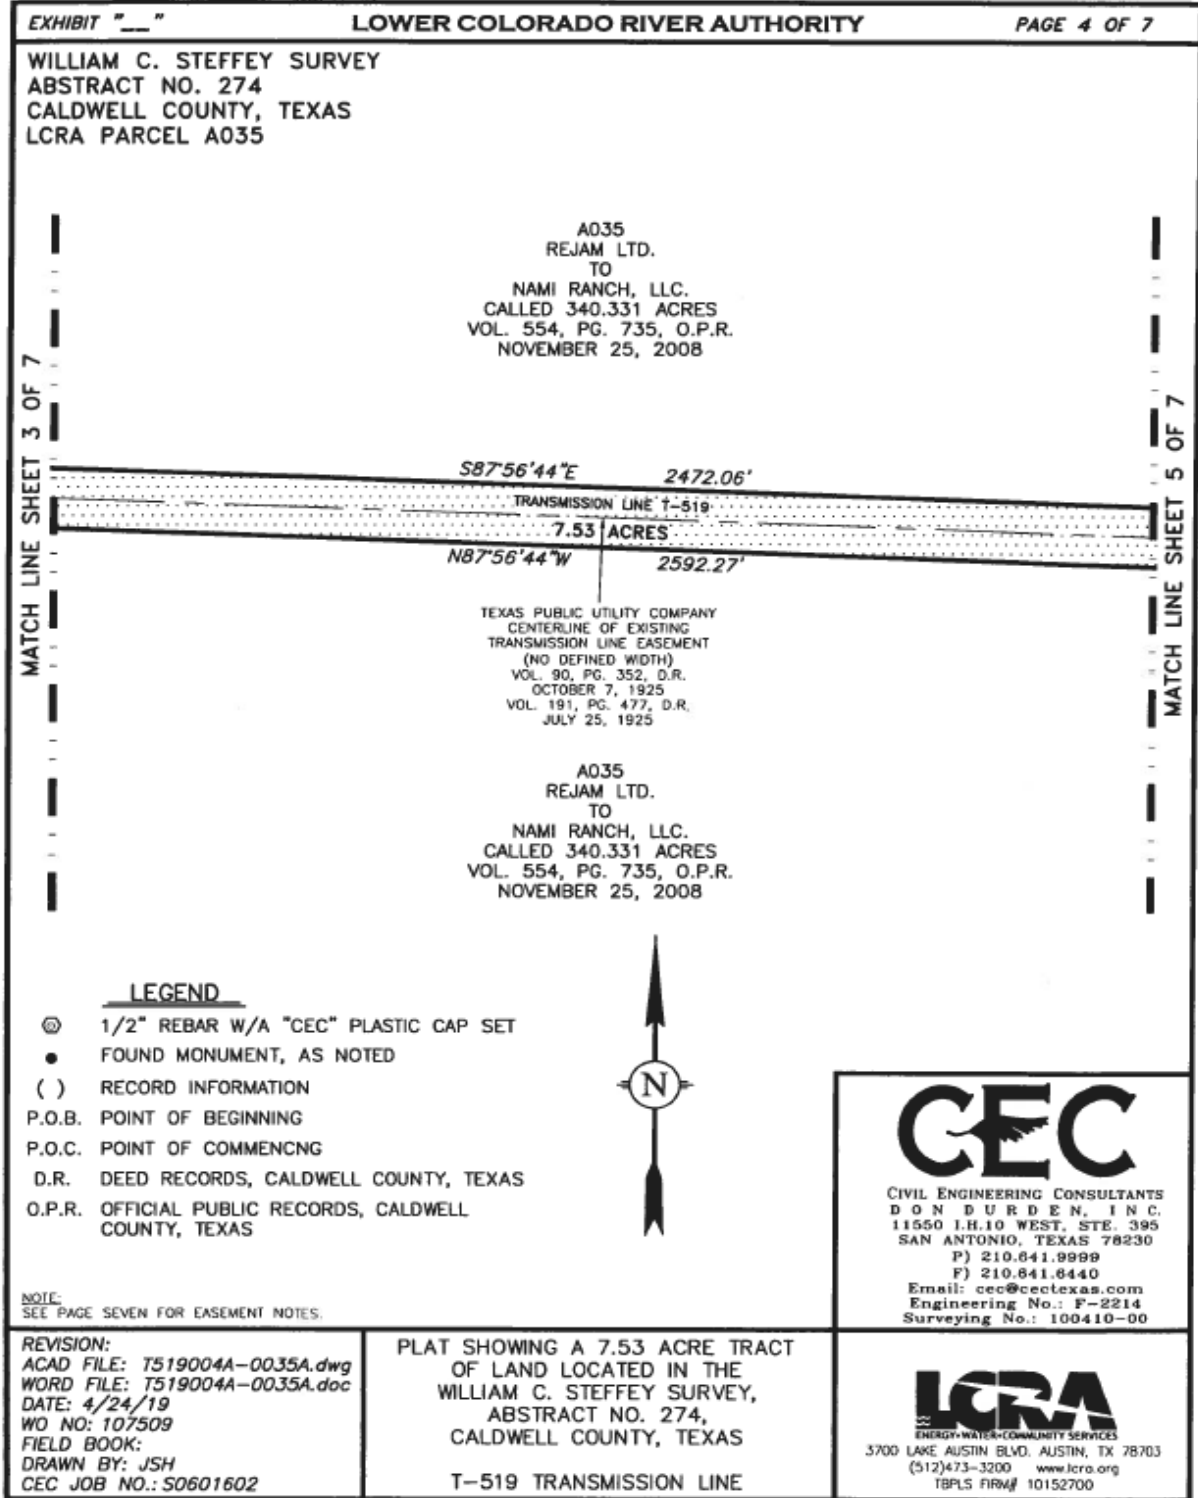 EXHIBIT "__"
LOWER COLORADO RIVER AUTHORITY
PAGE 4 OF 7
WILLIAM C. STEFFEY SURVEY
ABSTRACT NO. 274
CALDWELL COUNTY, TEXAS
LCRA PARCEL A035
A035
REJAM LTD.
TO
NAMI RANCH, LLC.
CALLED 340.331 ACRES
VOL. 554, PG. 735, O.P.R.
NOVEMBER 25, 2008
MATCH LINE SHEET 3 OF 7
MATCH LINE SHEET 5 OF 7
S87°56'44"E 2472.06'
TRANSMISSION LINE T-519
7.53 ACRES
N87°56'44"W 2592.27'
TEXAS PUBLIC UTILITY COMPANY
CENTERLINE OF EXISTING
TRANSMISSION LINE EASEMENT
(NO DEFINED WIDTH)
VOL. 90, PG. 352, D.R.
OCTOBER 7, 1925
VOL. 191, PG. 477, D.R.
JULY 25, 1925
A035
REJAM LTD.
TO
NAMI RANCH, LLC.
CALLED 340.331 ACRES
VOL. 554, PG. 735, O.P.R.
NOVEMBER 25, 2008
LEGEND
1/2" REBAR W/A "CEC" PLASTIC CAP SET
FOUND MONUMENT, AS NOTED
( ) RECORD INFORMATION
P.O.B. POINT OF BEGINNING
P.O.C. POINT OF COMMENCNG
D.R. DEED RECORDS, CALDWELL COUNTY, TEXAS
O.P.R. OFFICIAL PUBLIC RECORDS, CALDWELL
COUNTY, TEXAS
N
NOTE:
SEE PAGE SEVEN FOR EASEMENT NOTES.
CEC
CIVIL ENGINEERING CONSULTANTS
DON DURDEN, INC.
11550 I.H.10 WEST, STE. 395
SAN ANTONIO, TEXAS 78230
P) 210.641.9999
F) 210.641.6440
Email: cec@cectexas.com
Engineering No.: F-2214
Surveying No.: 100410-00
REVISION:
ACAD FILE: T519004A-0035A.dwg
WORD FILE: T519004A-0035A.doc
DATE: 4/24/19
WO NO: 107509
FIELD BOOK:
DRAWN BY: JSH
CEC JOB NO.: S0601602
PLAT SHOWING A 7.53 ACRE TRACT
OF LAND LOCATED IN THE
WILLIAM C. STEFFEY SURVEY,
ABSTRACT NO. 274,
CALDWELL COUNTY, TEXAS
T-519 TRANSMISSION LINE
LCRA
ENERGY•WATER•COMMUNITY SERVICES
3700 LAKE AUSTIN BLVD. AUSTIN, TX 78703
(512)473-3200 www.lcra.org
TBPLS FIRM# 10152700